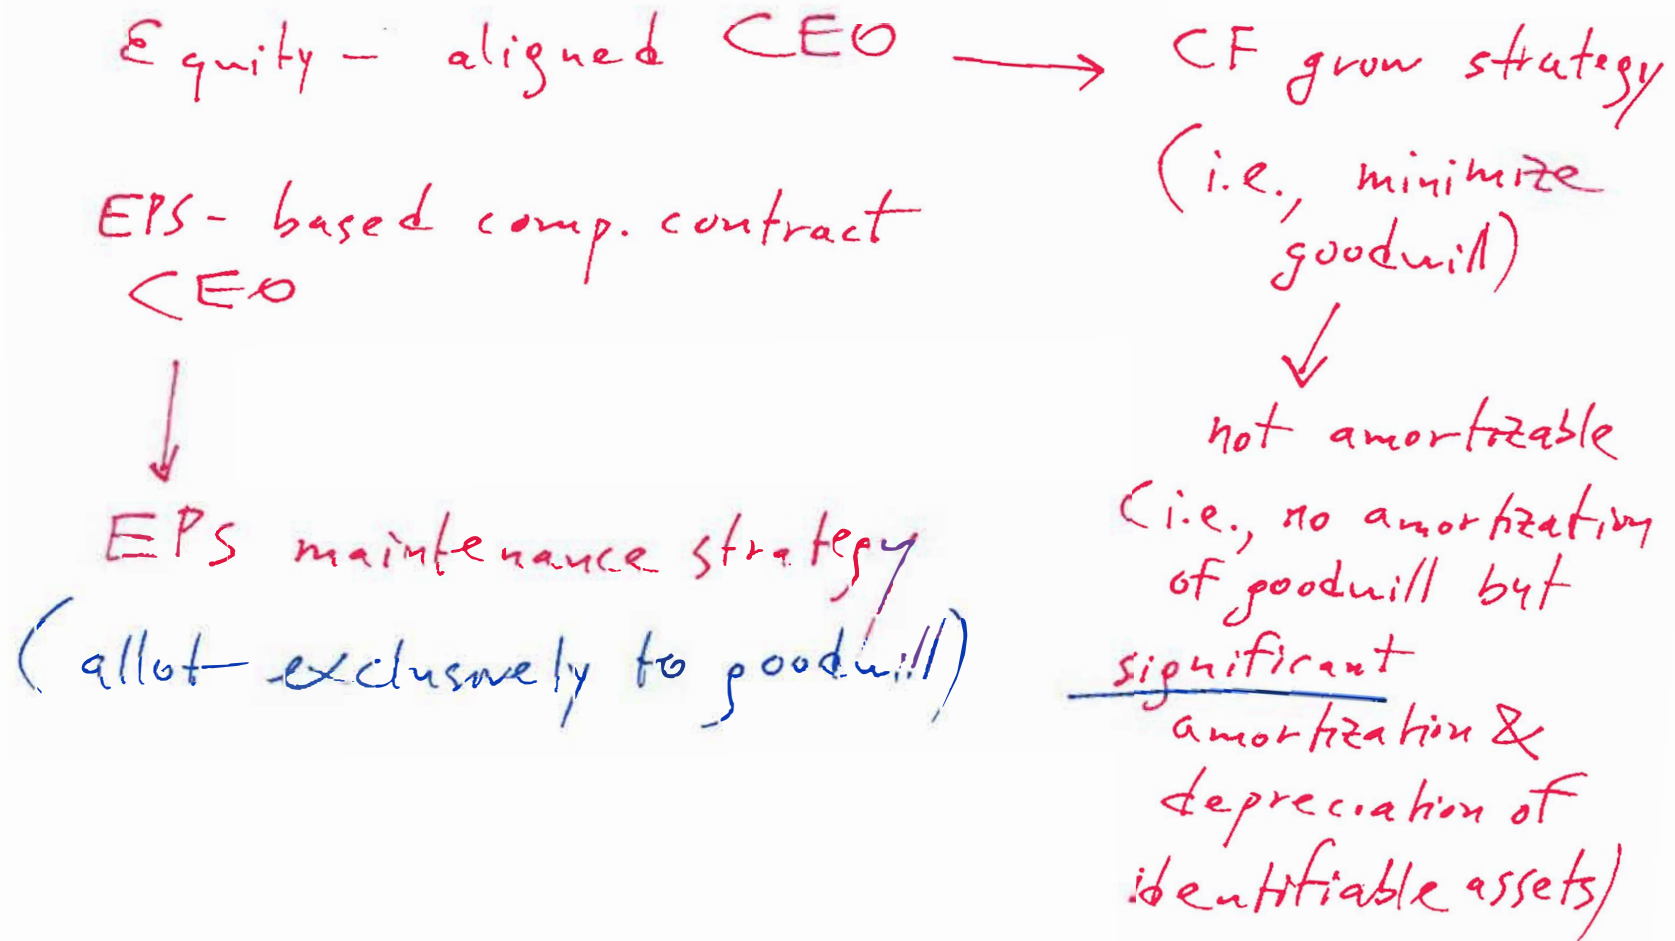 Equity - aligned CEO → CF grow strategy
(i.e., minimize
goodwill)
↓
not amortizable
(i.e., no amortization
of goodwill but
significant
amortization &
depreciation of
identifiable assets)
EPS - based comp. contract
CEO
↓
EPS maintenance strategy
(allot exclusively to goodwill)